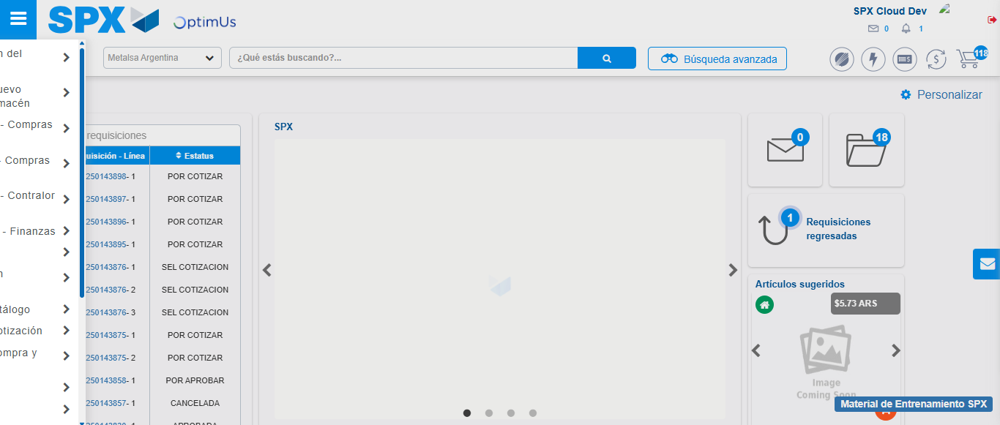 SPX
OptimUs
SPX Cloud Dev
0
1
Metalsa Argentina
¿Qué estás buscando?...
Búsqueda avanzada
118
Personalizar
n del
uevo
macén
- Compras
- Compras
- Contralor
- Finanzas
n
tálogo
otización
ompra y
requisiciones
uisición - Línea
Estatus
250143898- 1
POR COTIZAR
250143897- 1
POR COTIZAR
250143896- 1
POR COTIZAR
250143895- 1
POR COTIZAR
250143876- 1
SEL COTIZACION
250143876- 2
SEL COTIZACION
250143876- 3
SEL COTIZACION
250143875- 1
POR COTIZAR
250143875- 2
POR COTIZAR
250143858- 1
POR APROBAR
250143857- 1
CANCELADA
250143830- 1
APROBADA
SPX
0
18
1
Requisiciones
regresadas
Artículos sugeridos
$5.73 ARS
Image
Coming Soon
Material de Entrenamiento SPX